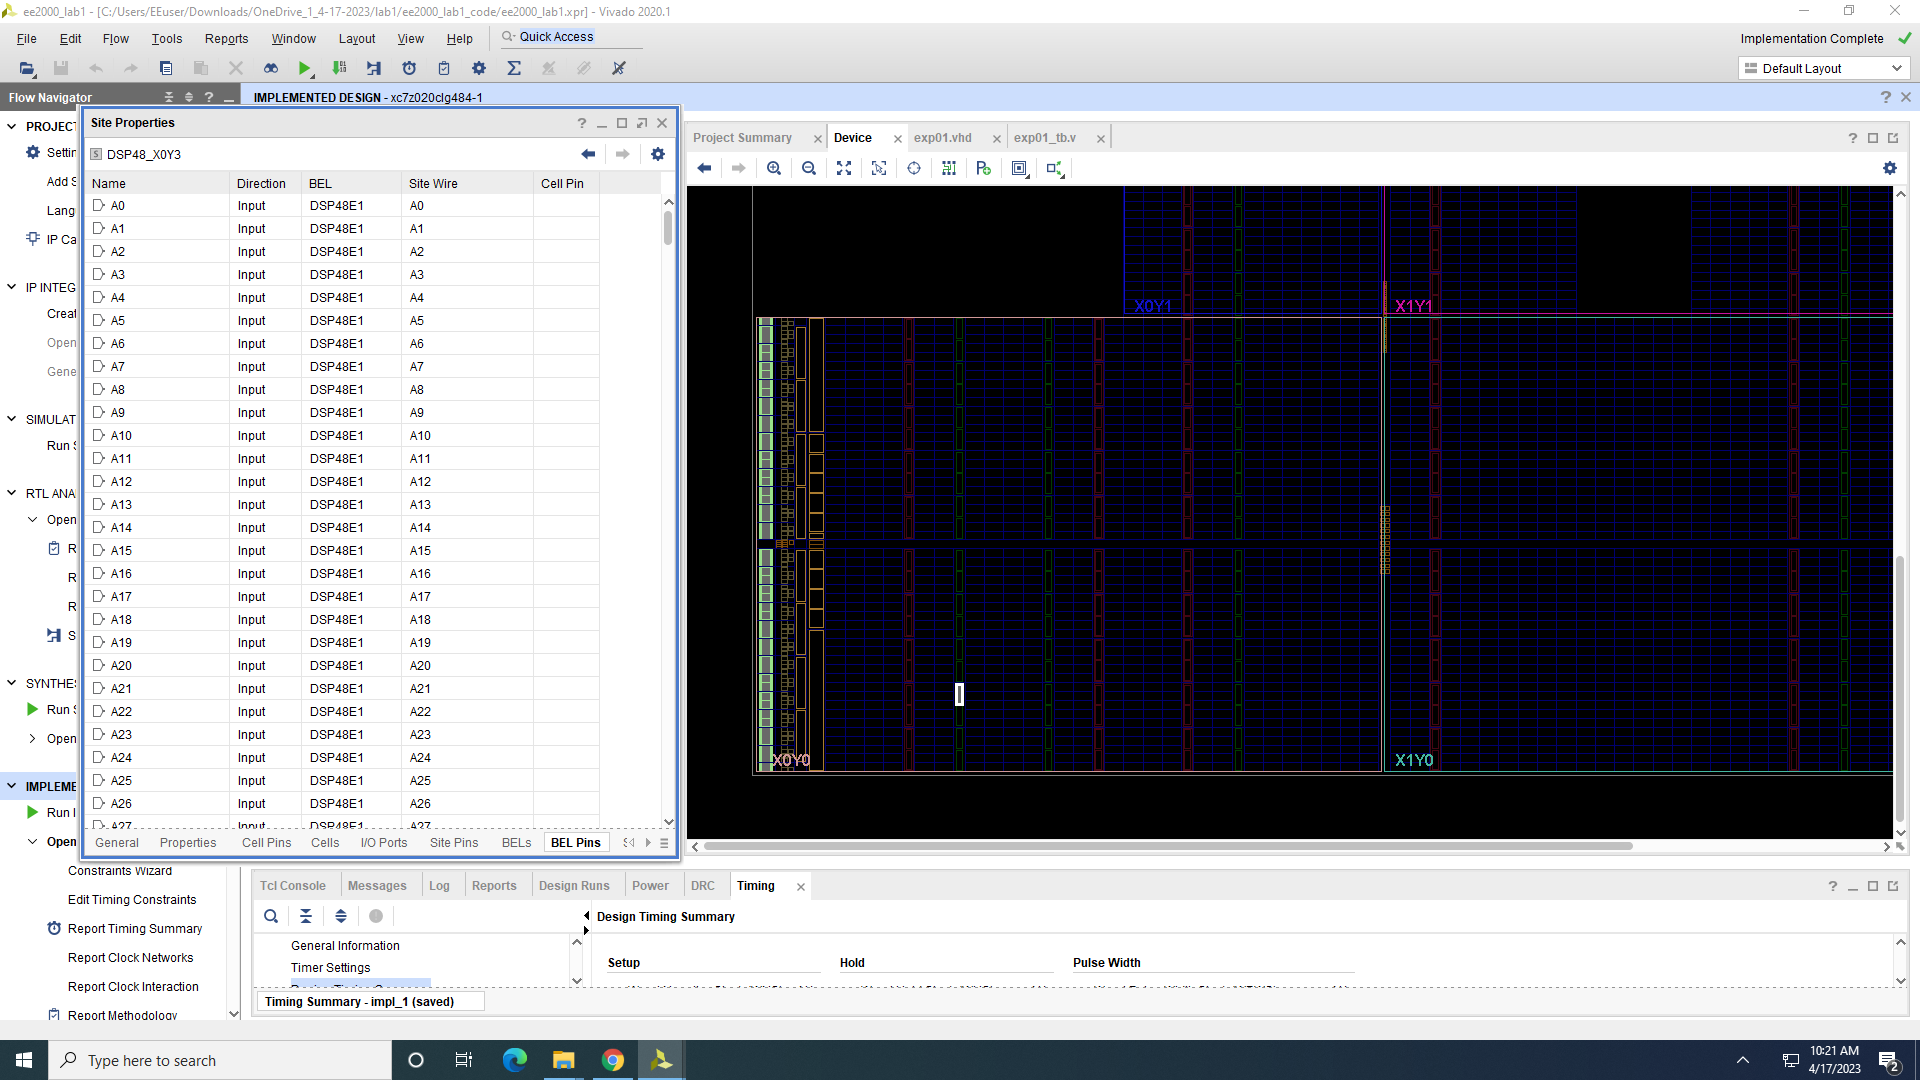 ee2000_lab1 - [C:/Users/EEuser/Downloads/OneDrive_1_4-17-2023/lab1/ee2000_lab1_code/ee2000_lab1.xpr] - Vivado 2020.1
File Edit Flow Tools Reports Window Layout View Help Quick Access
Implementation Complete
Default Layout
Flow Navigator
IMPLEMENTED DESIGN - xc7z020clg484-1
PROJECT
Settin
Add S
Lang
IP Ca
IP INTEG
Creat
Open
Gene
SIMULAT
Run S
RTL ANA
Open
R
R
R
S
SYNTHES
Run S
Open
IMPLEME
Run I
Open
Constraints Wizard
Edit Timing Constraints
Report Timing Summary
Report Clock Networks
Report Clock Interaction
Report Methodology
Site Properties
DSP48_X0Y3
Name Direction BEL Site Wire Cell Pin
A0 Input DSP48E1 A0
A1 Input DSP48E1 A1
A2 Input DSP48E1 A2
A3 Input DSP48E1 A3
A4 Input DSP48E1 A4
A5 Input DSP48E1 A5
A6 Input DSP48E1 A6
A7 Input DSP48E1 A7
A8 Input DSP48E1 A8
A9 Input DSP48E1 A9
A10 Input DSP48E1 A10
A11 Input DSP48E1 A11
A12 Input DSP48E1 A12
A13 Input DSP48E1 A13
A14 Input DSP48E1 A14
A15 Input DSP48E1 A15
A16 Input DSP48E1 A16
A17 Input DSP48E1 A17
A18 Input DSP48E1 A18
A19 Input DSP48E1 A19
A20 Input DSP48E1 A20
A21 Input DSP48E1 A21
A22 Input DSP48E1 A22
A23 Input DSP48E1 A23
A24 Input DSP48E1 A24
A25 Input DSP48E1 A25
A26 Input DSP48E1 A26
A27 Input DSP48E1 A27
General Properties Cell Pins Cells I/O Ports Site Pins BELs BEL Pins
Project Summary Device exp01.vhd exp01_tb.v
X0Y1 X1Y1
X0Y0 X1Y0
Tcl Console Messages Log Reports Design Runs Power DRC Timing
Design Timing Summary
General Information
Timer Settings
Setup Hold Pulse Width
Timing Summary - impl_1 (saved)
Type here to search
10:21 AM
4/17/2023
2